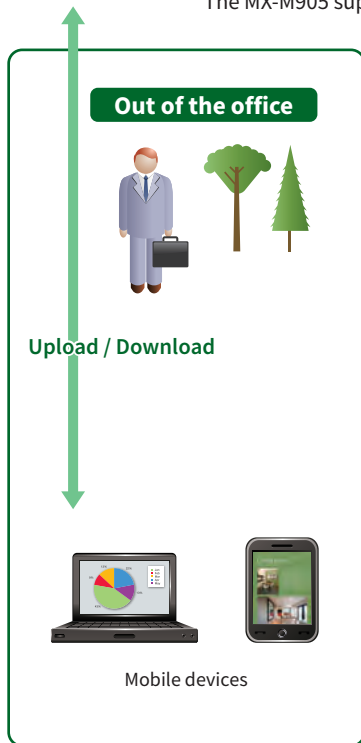 The MX-M905 sup
Out of the office
Upload / Download
Mobile devices